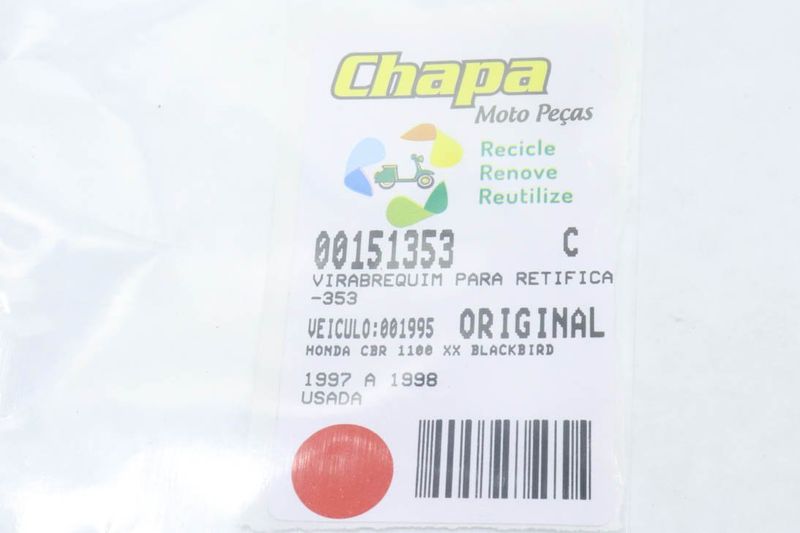 Chapa
Moto Peças
Recicle
Renove
Reutilize
00151353 C
VIRABREQUIM PARA RETIFICA
-353
VEICULO:001995 ORIGINAL
HONDA CBR 1100 XX BLACKBIRD
1997 A 1998
USADA